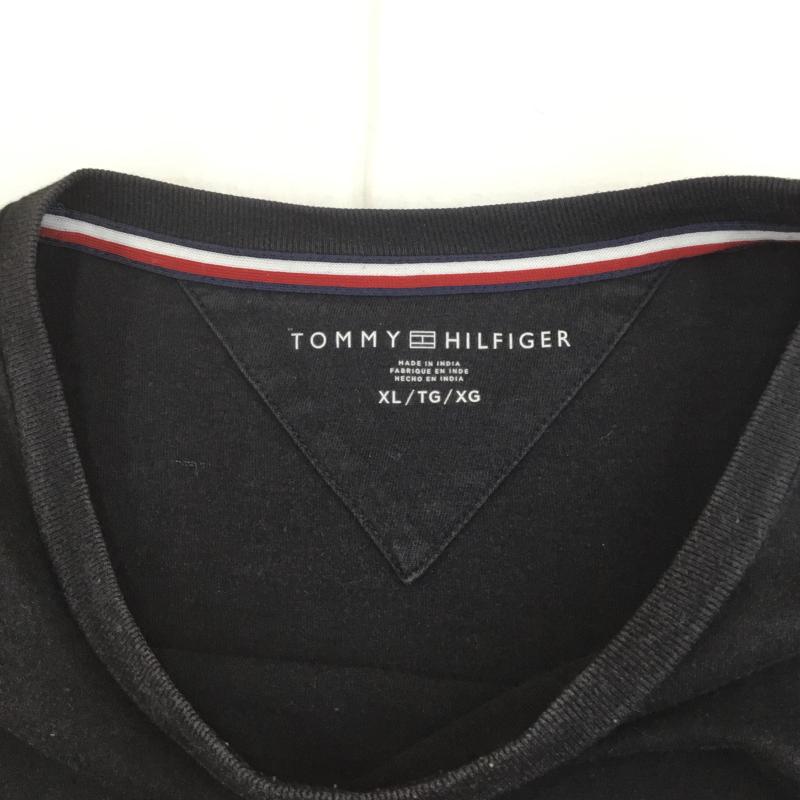 TOMMY HILFIGER
MADE IN INDIA
FABRIQUE EN INDE
HECHO EN INDIA
XL/TG/XG